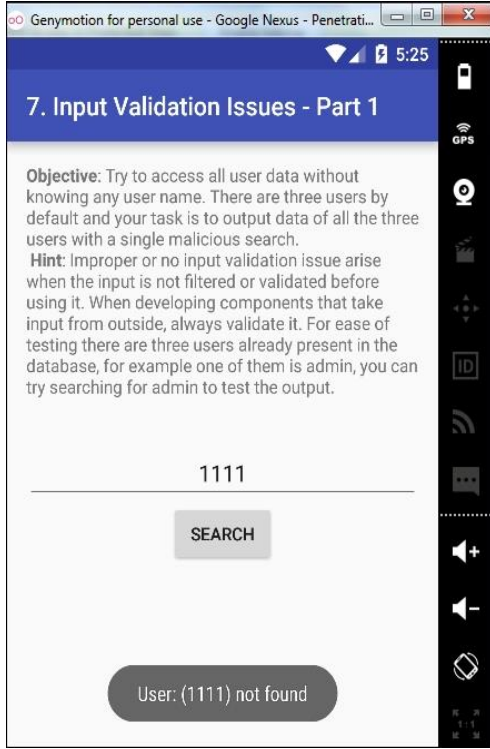 Genymotion for personal use - Google Nexus - Penetrati...
5:25
7. Input Validation Issues - Part 1
GPS
Objective: Try to access all user data without
knowing any user name. There are three users by
default and your task is to output data of all the three
users with a single malicious search.
Hint: Improper or no input validation issue arise
when the input is not filtered or validated before
using it. When developing components that take
input from outside, always validate it. For ease of
testing there are three users already present in the
database, for example one of them is admin, you can
try searching for admin to test the output.
ID
1111
SEARCH
User: (1111) not found
1:1